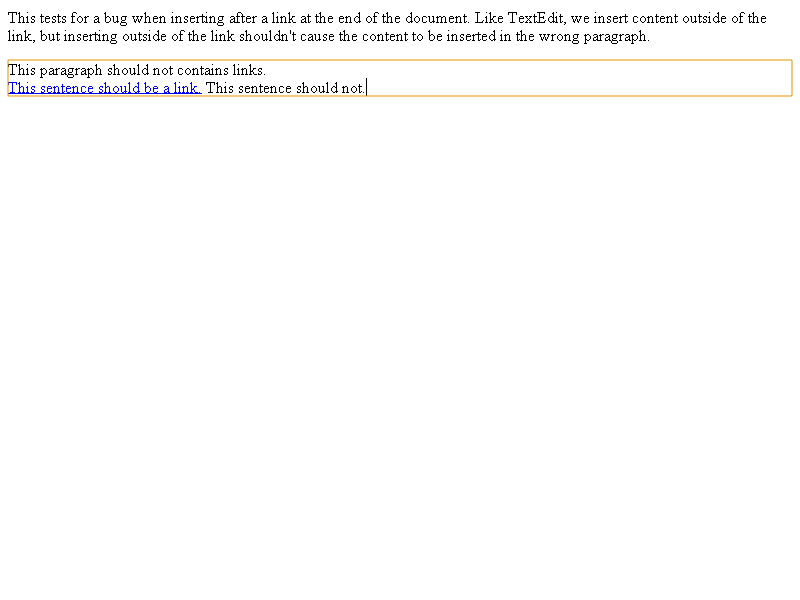 This tests for a bug when inserting after a link at the end of the document. Like TextEdit, we insert content outside of the
link, but inserting outside of the link shouldn't cause the content to be inserted in the wrong paragraph.
This paragraph should not contains links.
This sentence should be a link. This sentence should not.